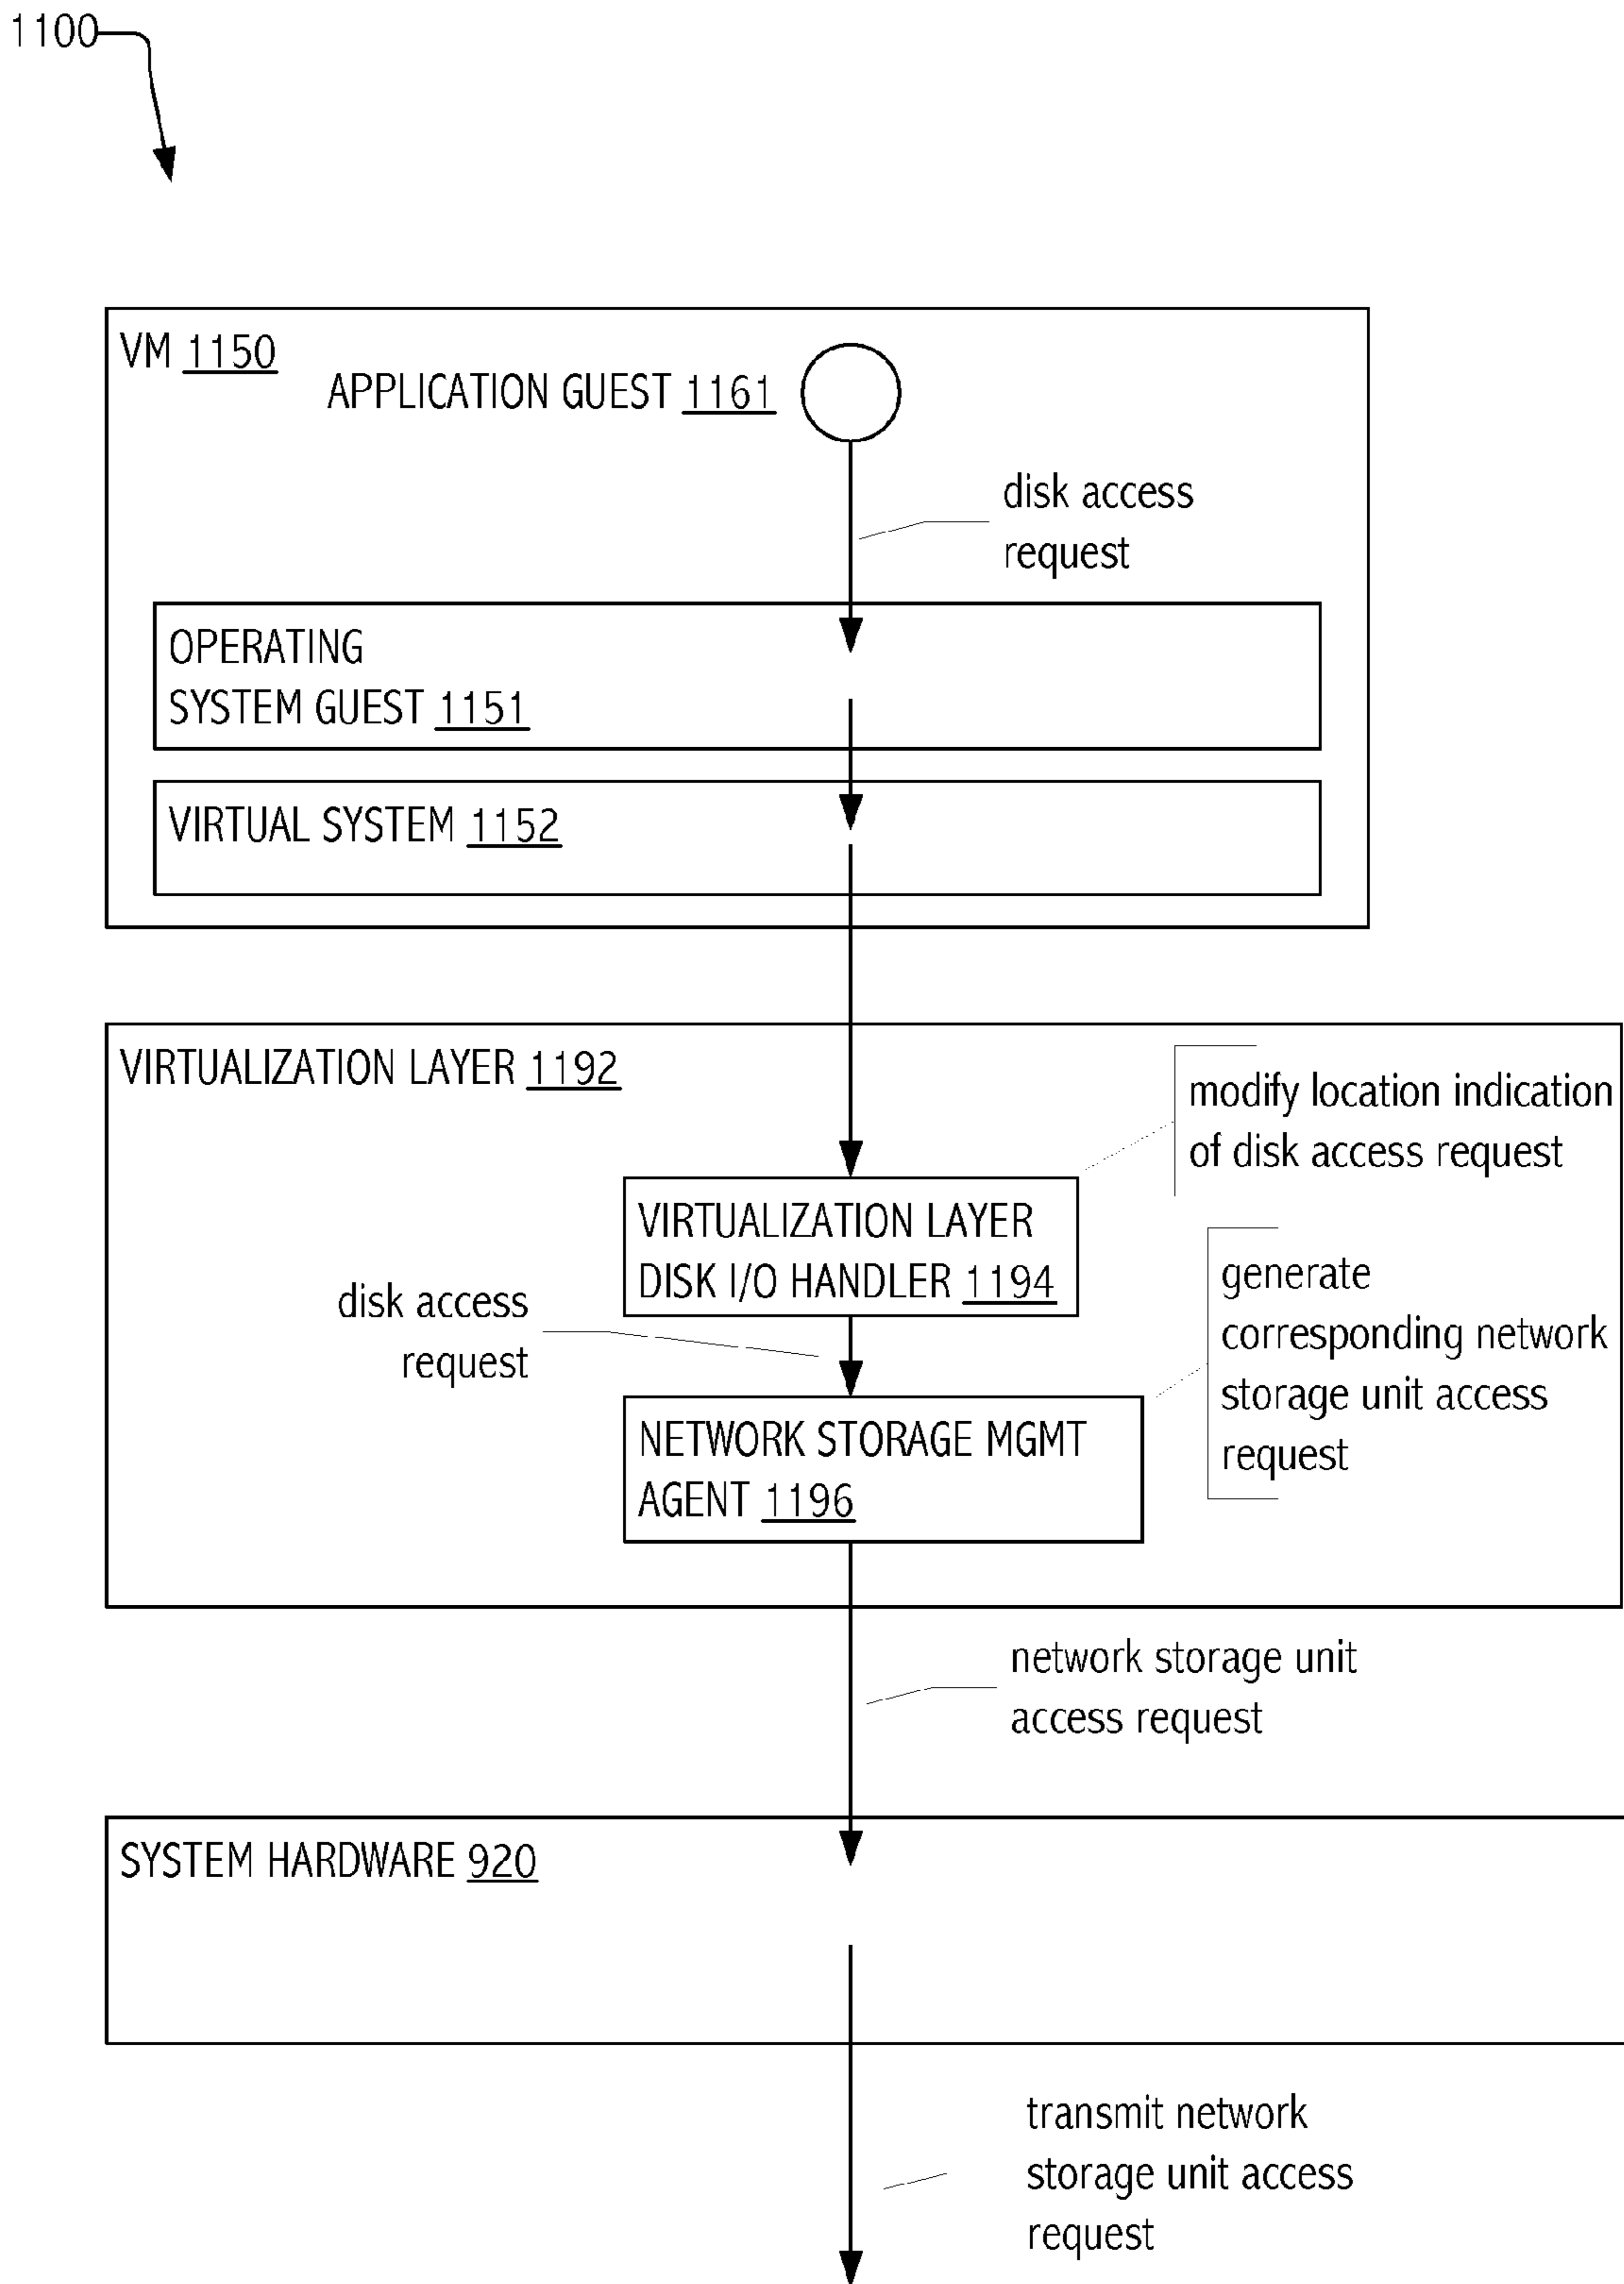 1100
VM 1150
APPLICATION GUEST 1161
disk access
request
OPERATING
SYSTEM GUEST 1151
VIRTUAL SYSTEM 1152
VIRTUALIZATION LAYER 1192
modify location indication
of disk access request
VIRTUALIZATION LAYER
DISK I/O HANDLER 1194
generate
corresponding network
storage unit access
request
disk access
request
NETWORK STORAGE MGMT
AGENT 1196
network storage unit
access request
SYSTEM HARDWARE 920
transmit network
storage unit access
request